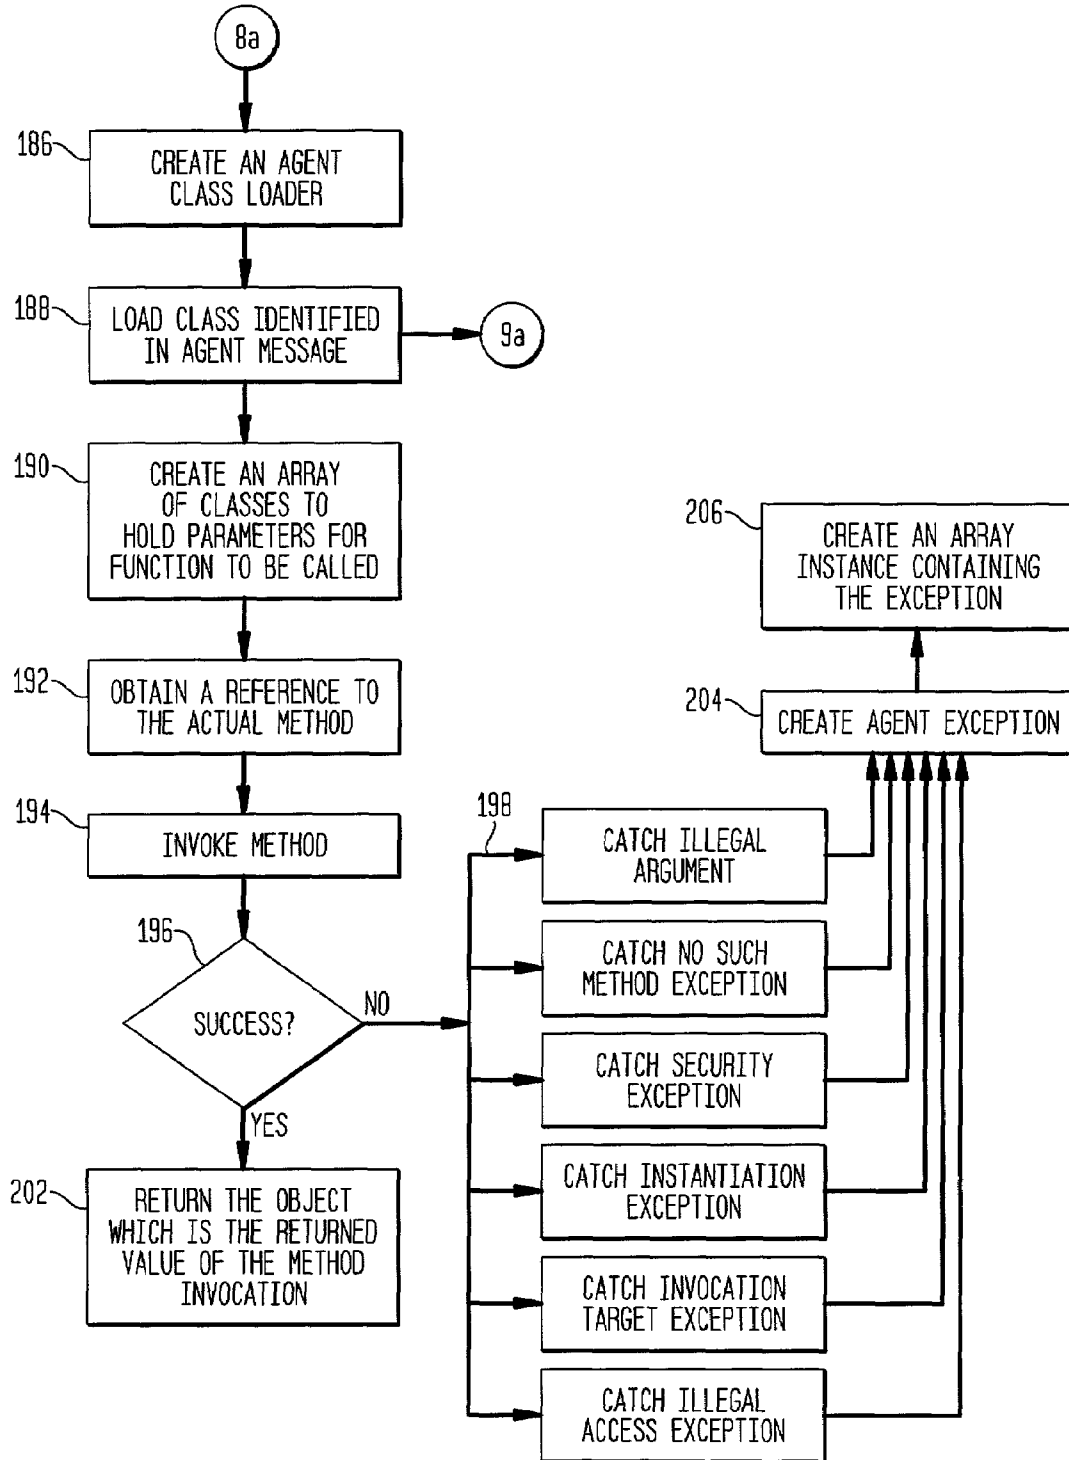 8a
186
CREATE AN AGENT
CLASS LOADER
188
LOAD CLASS IDENTIFIED
IN AGENT MESSAGE
9a
190
CREATE AN ARRAY
OF CLASSES TO
HOLD PARAMETERS FOR
FUNCTION TO BE CALLED
206
CREATE AN ARRAY
INSTANCE CONTAINING
THE EXCEPTION
192
OBTAIN A REFERENCE TO
THE ACTUAL METHOD
204
CREATE AGENT EXCEPTION
194
INVOKE METHOD
198
CATCH ILLEGAL
ARGUMENT
196
SUCCESS?
NO
YES
CATCH NO SUCH
METHOD EXCEPTION
CATCH SECURITY
EXCEPTION
CATCH INSTANTIATION
EXCEPTION
202
RETURN THE OBJECT
WHICH IS THE RETURNED
VALUE OF THE METHOD
INVOCATION
CATCH INVOCATION
TARGET EXCEPTION
CATCH ILLEGAL
ACCESS EXCEPTION